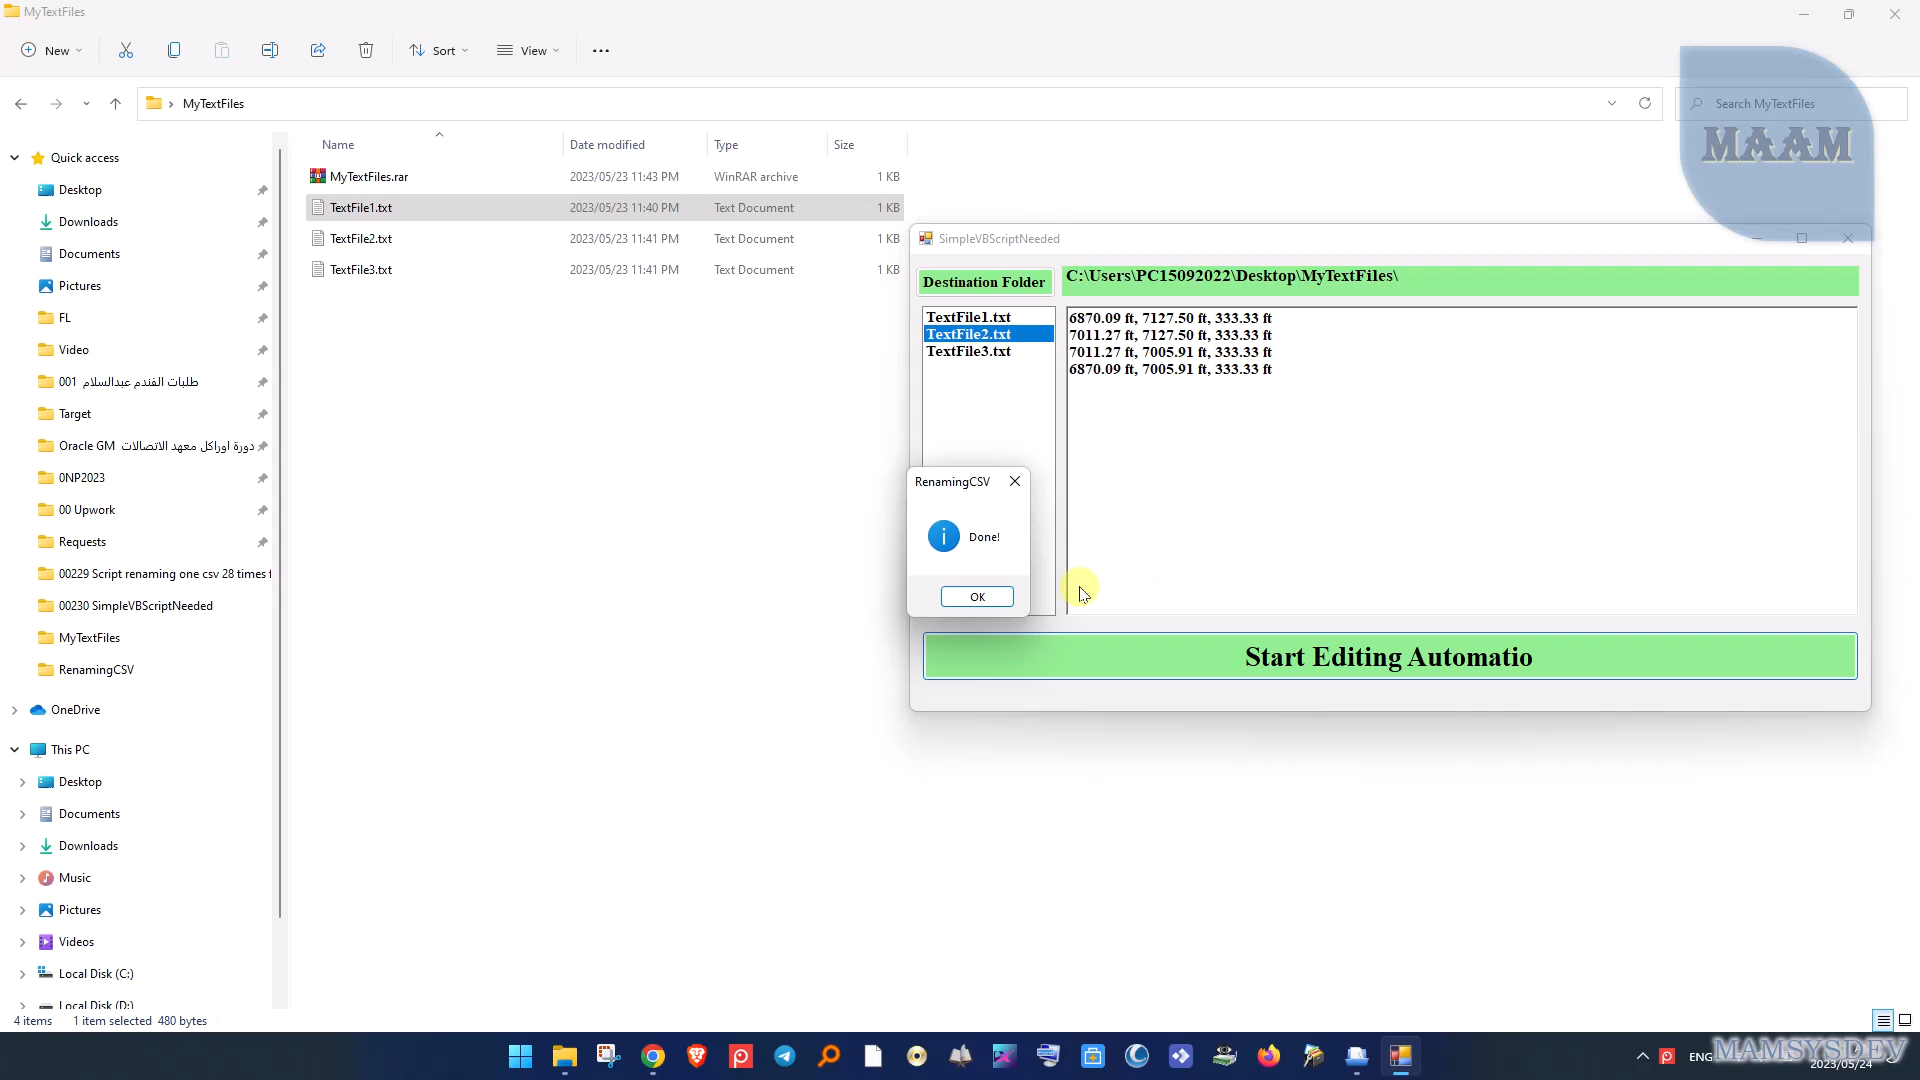 MyTextFiles
New
Sort
View
MyTextFiles
Search MyTextFiles
MAAM
Quick access
Desktop
Downloads
Documents
Pictures
FL
Video
001 طلبات الفندم عبدالسلام
Target
Oracle GM دورة اوراكل معهد الاتصالات
0NP2023
00 Upwork
Requests
00229 Script renaming one csv 28 times f
00230 SimpleVBScriptNeeded
MyTextFiles
RenamingCSV
OneDrive
This PC
Desktop
Documents
Downloads
Music
Pictures
Videos
Local Disk (C:)
Local Disk (D:)
Name Date modified Type Size
MyTextFiles.rar 2023/05/23 11:43 PM WinRAR archive 1 KB
TextFile1.txt 2023/05/23 11:40 PM Text Document 1 KB
TextFile2.txt 2023/05/23 11:41 PM Text Document 1 KB
TextFile3.txt 2023/05/23 11:41 PM Text Document 1 KB
SimpleVBScriptNeeded
Destination Folder
C:\Users\PC15092022\Desktop\MyTextFiles\
TextFile1.txt
TextFile2.txt
TextFile3.txt
6870.09 ft, 7127.50 ft, 333.33 ft
7011.27 ft, 7127.50 ft, 333.33 ft
7011.27 ft, 7005.91 ft, 333.33 ft
6870.09 ft, 7005.91 ft, 333.33 ft
RenamingCSV
Done!
OK
Start Editing Automatio
4 items 1 item selected 480 bytes
ENG
MAMSYSDEV
2023/05/24